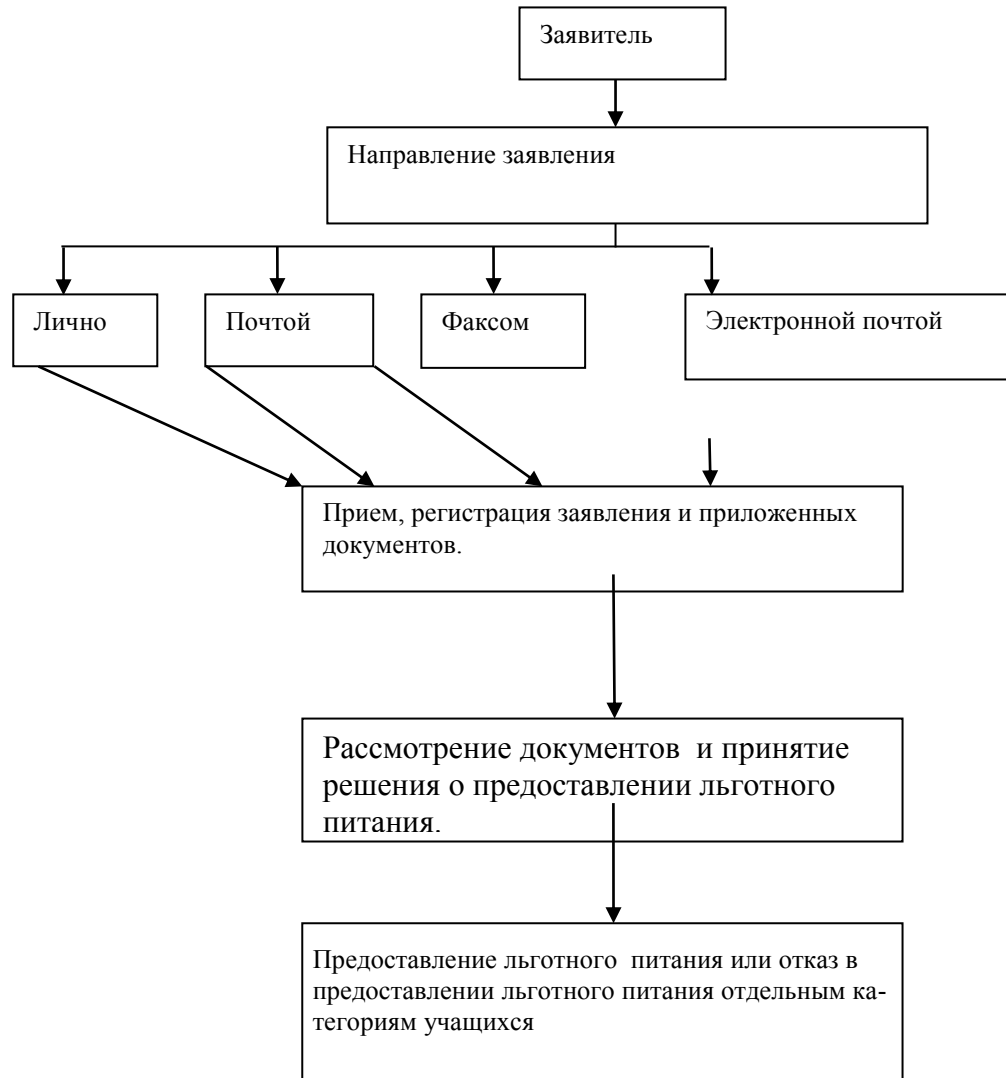 Заявитель
Направление заявления
Лично
Почтой
Факсом
Электронной почтой
Прием, регистрация заявления и приложенных
документов.
Рассмотрение документов и принятие
решения о предоставлении льготного
питания.
Предоставление льготного питания или отказ в
предоставлении льготного питания отдельным ка-
тегориям учащихся